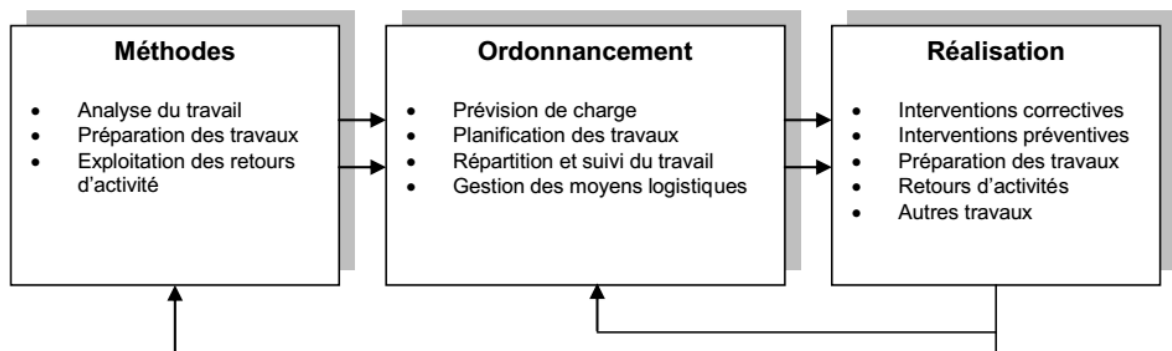 Méthodes
• Analyse du travail
• Préparation des travaux
• Exploitation des retours
d'activité
Ordonnancement
• Prévision de charge
• Planification des travaux
• Répartition et suivi du travail
• Gestion des moyens logistiques
Réalisation
• Interventions correctives
• Interventions préventives
• Préparation des travaux
• Retours d'activités
• Autres travaux